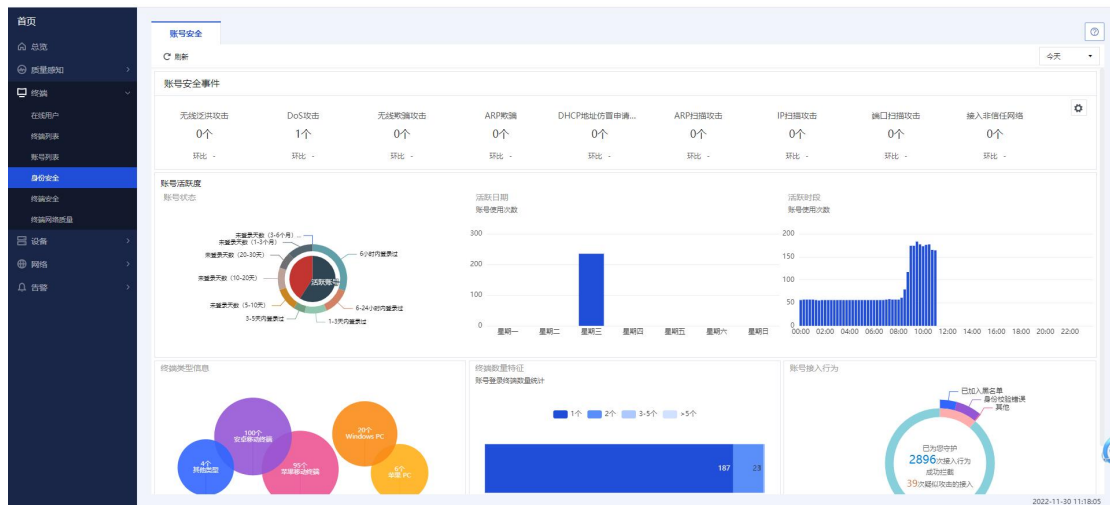 首页
总览
质量感知
终端
在线用户
终端列表
账号列表
身份安全
终端安全
终端网络质量
设备
网络
告警
账号安全
刷新
今天
账号安全事件
无线泛洪攻击
0个
环比 -
DoS攻击
1个
环比 -
无线欺骗攻击
0个
环比 -
ARP欺骗
0个
环比 -
DHCP地址仿冒申请...
0个
环比 -
ARP扫描攻击
0个
环比 -
IP扫描攻击
0个
环比 -
端口扫描攻击
0个
环比 -
接入非信任网络
0个
环比 -
账号活跃度
账号状态
未登录天数（3-6个月）...
未登录天数（1-3个月）
未登录天数（20-30天）
未登录天数（10-20天）
未登录天数（5-10天）
3-5天内登录过
1-3天内登录过
6-24小时内登录过
6小时内登录过
活跃账号
活跃日期
账号使用次数
300
200
100
0
星期一 星期二 星期三 星期四 星期五 星期六 星期日
活跃时段
账号使用次数
200
150
100
50
0
00:00 02:00 04:00 06:00 08:00 10:00 12:00 14:00 16:00 18:00 20:00 22:00
终端类型信息
100个
安卓移动终端
20个
Windows PC
4个
其他类型
95个
苹果移动终端
6个
苹果 PC
终端数量特征
账号登录终端数量统计
1个 2个 3-5个 >5个
187 23
账号接入行为
已加入黑名单
身份校验错误
其他
已为您守护
2896次接入行为
成功拦截
39次疑似攻击的接入
2022-11-30 11:18:05